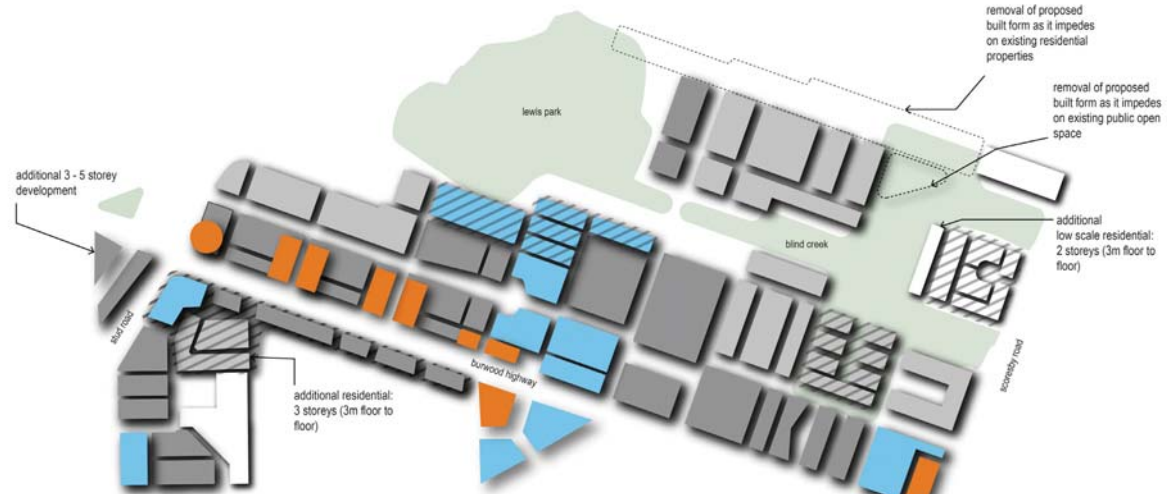 removal of proposed
built form as it impedes
on existing residential
properties
removal of proposed
built form as it impedes
on existing public open
space
lewis park
additional 3 - 5 storey
development
additional
low scale residential:
2 storeys (3m floor to
floor)
blind creek
stud road
burwood highway
scoresby road
additional residential:
3 storeys (3m floor to
floor)